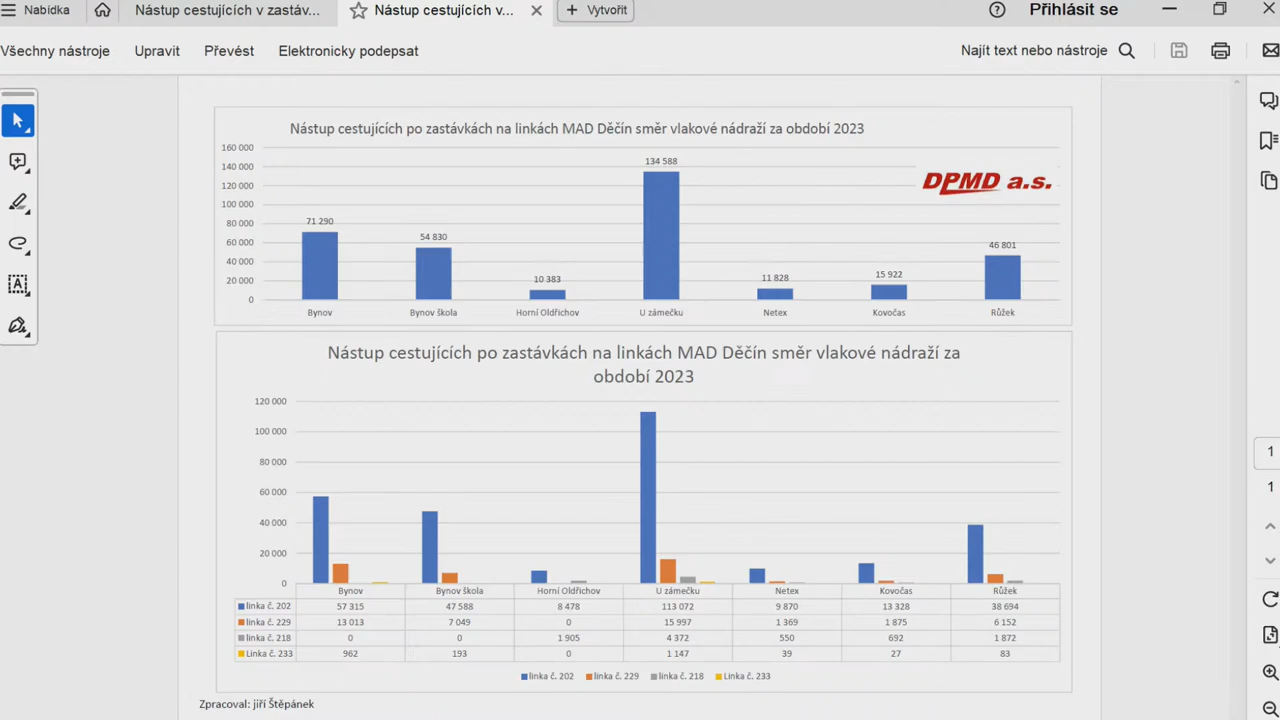 Nabídka
Nástup cestujících v zastáv...
Nástup cestujících v...
Vytvořit
Přihlásit se
Všechny nástroje
Upravit
Převést
Elektronicky podepsat
Najít text nebo nástroje
Nástup cestujících po zastávkách na linkách MAD Děčín směr vlakové nádraží za období 2023
DPMD a.s.
160 000
140 000
120 000
100 000
80 000
60 000
40 000
20 000
0
71 290
54 830
10 383
134 588
11 828
15 922
46 801
Bynov
Bynov škola
Horní Oldřichov
U zámečku
Netex
Kovočas
Růžek
Nástup cestujících po zastávkách na linkách MAD Děčín směr vlakové nádraží za
období 2023
120 000
100 000
80 000
60 000
40 000
20 000
0
Bynov Bynov škola Horní Oldřichov U zámečku Netex Kovočas Růžek
linka č. 202 57 315 47 588 8 478 113 072 9 870 13 328 38 694
linka č. 229 13 013 7 049 0 15 997 1 369 1 875 6 152
linka č. 218 0 0 1 905 4 372 550 692 1 872
Linka č. 233 962 193 0 1 147 39 27 83
linka č. 202 linka č. 229 linka č. 218 Linka č. 233
Zpracoval: jiří Štěpánek
1
1